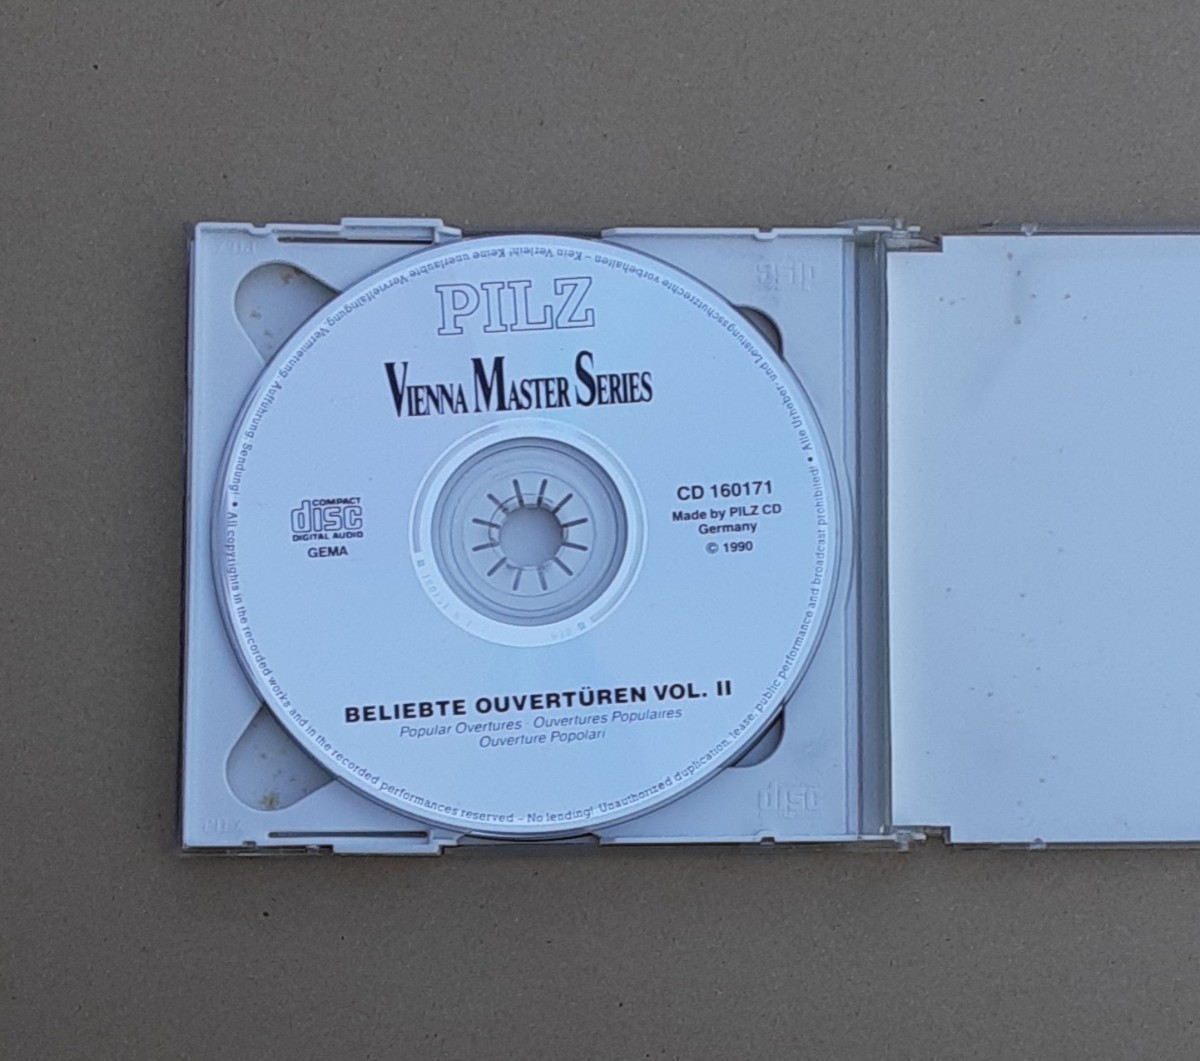 PILZ
VIENNA MASTER SERIES
COMPACT
disc
DIGITAL AUDIO
GEMA
CD 160171
Made by PILZ CD
Germany
© 1990
BELIEBTE OUVERTÜREN VOL. II
Popular Overtures · Ouvertures Populaires
Ouverture Popolari
Alle Urheber- und Leistungsschutzrechte vorbehalten – Kein Verleih! Keine unerlaubte Vervielfältigung, Vermietung, Aufführung, Sendung! •
All copyrights in the recorded works and in the recorded performances reserved – No lending! Unauthorized duplication, lease, public performance and broadcast prohibited! •
disc